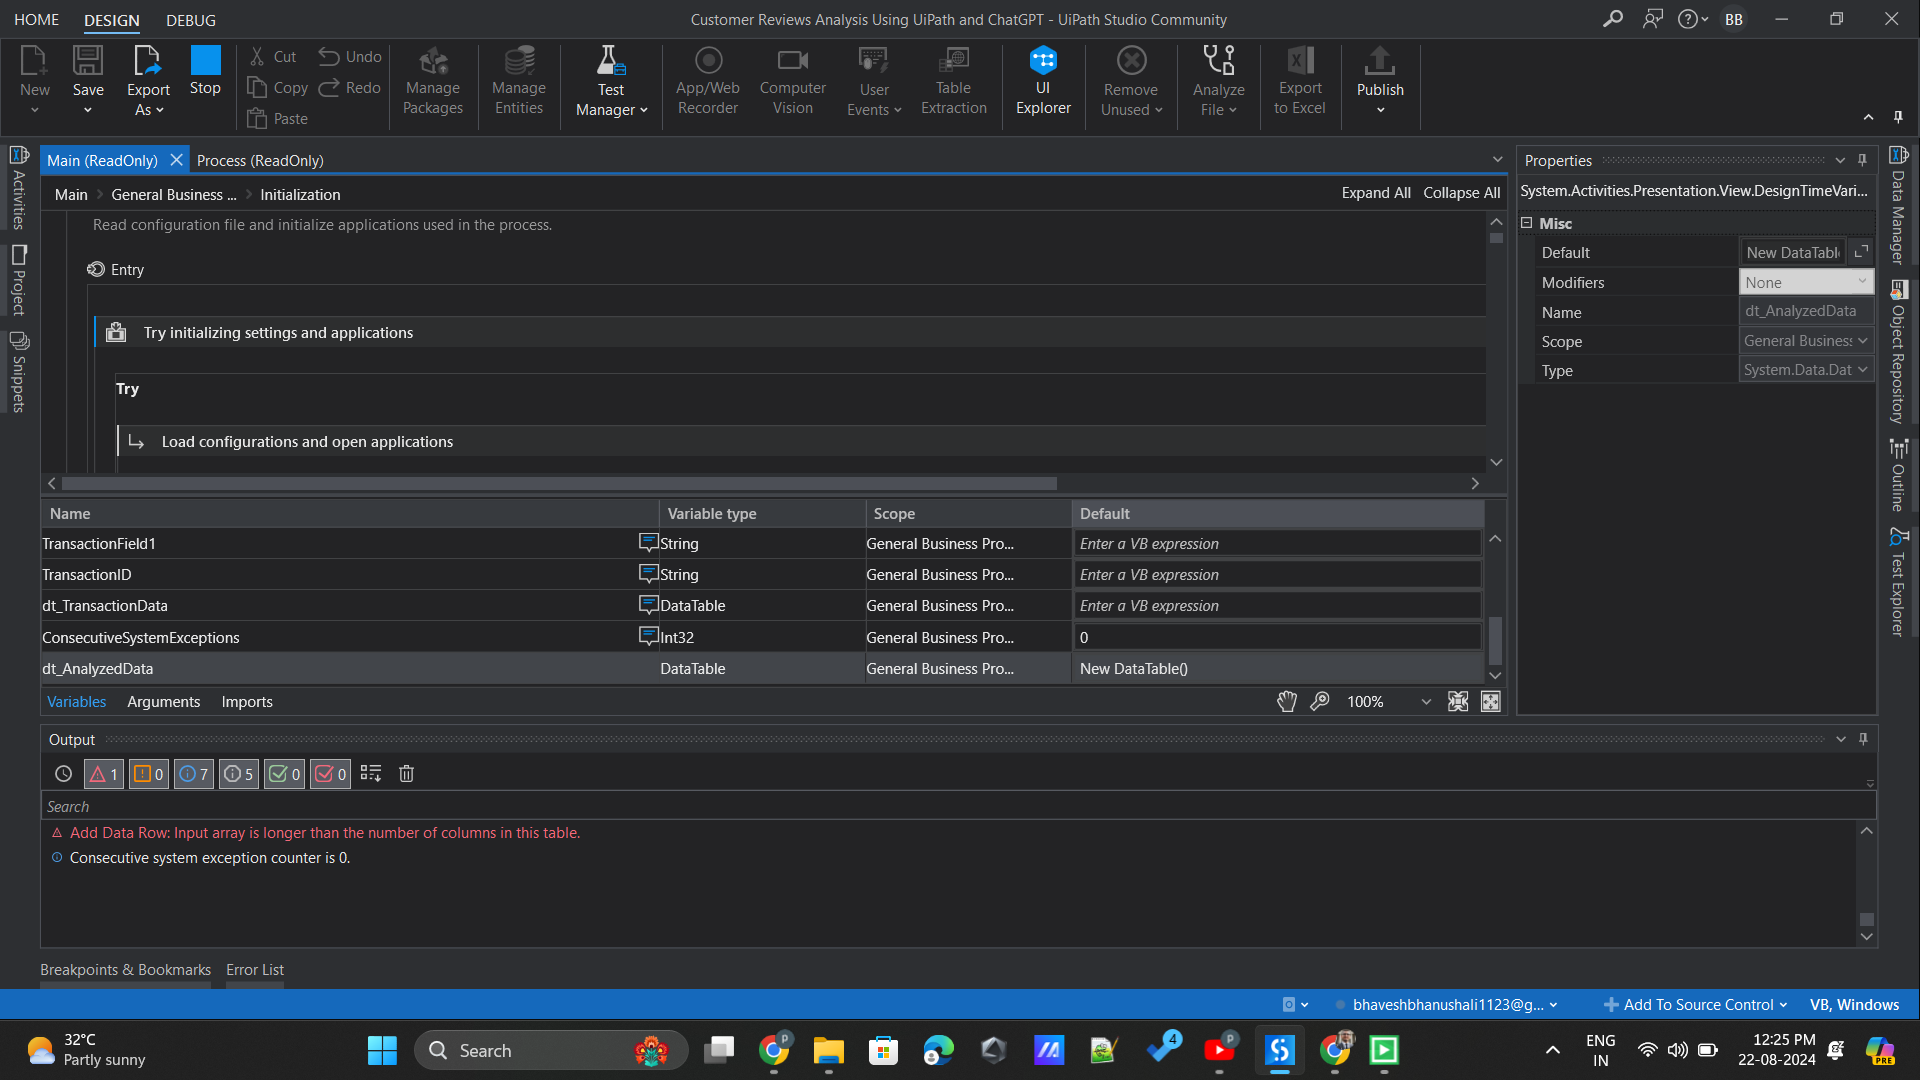 HOME DESIGN DEBUG Customer Reviews Analysis Using UiPath and ChatGPT - UiPath Studio Community BB
New Save Export As Stop Cut Copy Paste Undo Redo Manage Packages Manage Entities Test Manager App/Web Recorder Computer Vision User Events Table Extraction UI Explorer Remove Unused Analyze File Export to Excel Publish
Activities
Project
Snippets
Main (ReadOnly) Process (ReadOnly)
Main General Business ... Initialization Expand All Collapse All
Read configuration file and initialize applications used in the process.
Entry
Try initializing settings and applications
Try
Load configurations and open applications
Name Variable type Scope Default
TransactionField1 String General Business Pro... Enter a VB expression
TransactionID String General Business Pro... Enter a VB expression
dt_TransactionData DataTable General Business Pro... Enter a VB expression
ConsecutiveSystemExceptions Int32 General Business Pro... 0
dt_AnalyzedData DataTable General Business Pro... New DataTable()
Variables Arguments Imports 100%
Properties
System.Activities.Presentation.View.DesignTimeVari...
Misc
Default New DataTabl
Modifiers None
Name dt_AnalyzedData
Scope General Business
Type System.Data.Dat
Data Manager
Object Repository
Outline
Test Explorer
Output
1 0 7 5 0 0
Search
Add Data Row: Input array is longer than the number of columns in this table.
Consecutive system exception counter is 0.
Breakpoints & Bookmarks Error List
bhaveshbhanushali1123@g... Add To Source Control VB, Windows
32°C
Partly sunny
Search
P
4
P
ENG
IN
12:25 PM
22-08-2024
PRE